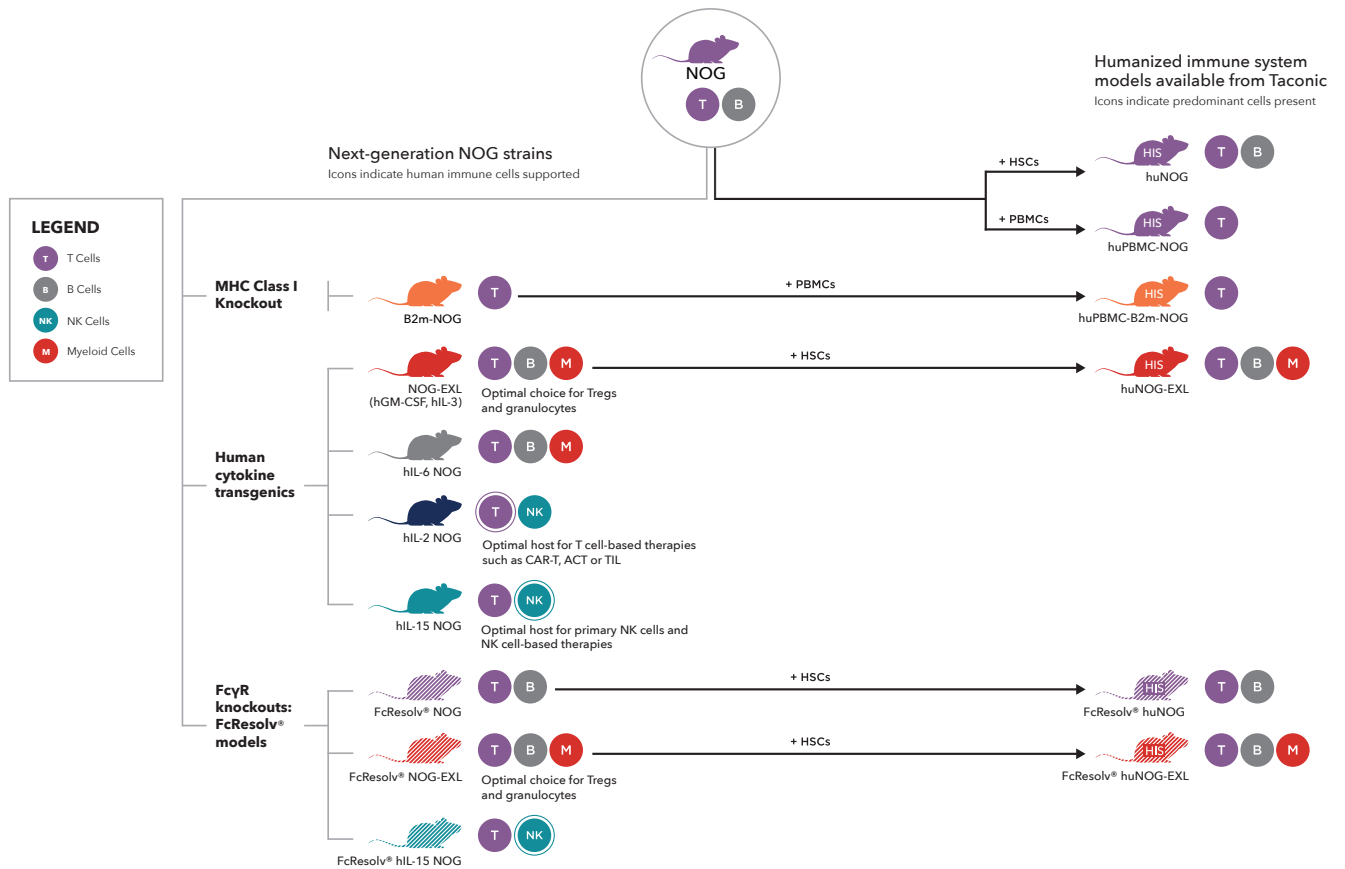 NOG
T B
Humanized immune system
models available from Taconic
Icons indicate predominant cells present
+ HSCs
HIS
T B
huNOG
+ PBMCs
HIS
T
huPBMC-NOG
Next-generation NOG strains
Icons indicate human immune cells supported
LEGEND
T T Cells
B B Cells
NK NK Cells
M Myeloid Cells
MHC Class I
Knockout
T
B2m-NOG
+ PBMCs
HIS
T
huPBMC-B2m-NOG
Human
cytokine
transgenics
T B M
NOG-EXL
(hGM-CSF, hIL-3)
Optimal choice for Tregs
and granulocytes
+ HSCs
HIS
T B M
huNOG-EXL
T B M
hIL-6 NOG
T NK
hIL-2 NOG
Optimal host for T cell-based therapies
such as CAR-T, ACT or TIL
T NK
hIL-15 NOG
Optimal host for primary NK cells and
NK cell-based therapies
FcγR
knockouts:
FcResolv®
models
T B
FcResolv® NOG
+ HSCs
HIS
T B
FcResolv® huNOG
T B M
FcResolv® NOG-EXL
Optimal choice for Tregs
and granulocytes
+ HSCs
HIS
T B M
FcResolv® huNOG-EXL
T NK
FcResolv® hIL-15 NOG